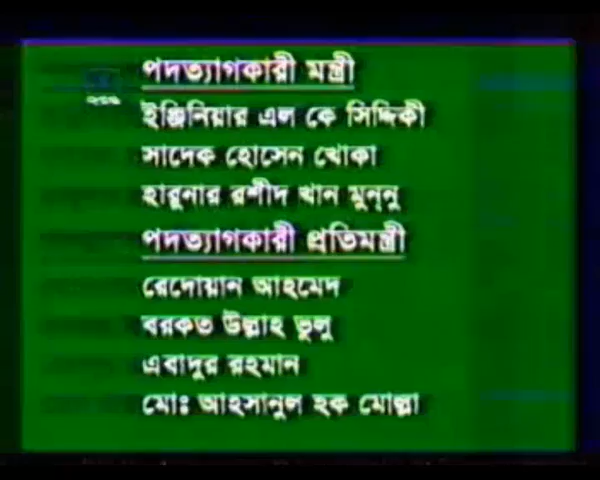 পদত্যাগকারী মন্ত্রী
ইঞ্জিনিয়ার এল কে সিদ্দিকী
সাদেক হোসেন খোকা
হারুনার রশীদ খান মুন্নু
পদত্যাগকারী প্রতিমন্ত্রী
রেদোয়ান আহমেদ
বরকত উল্লাহ ভুলু
এবাদুর রহমান
মোঃ আহসানুল হক মোল্লা